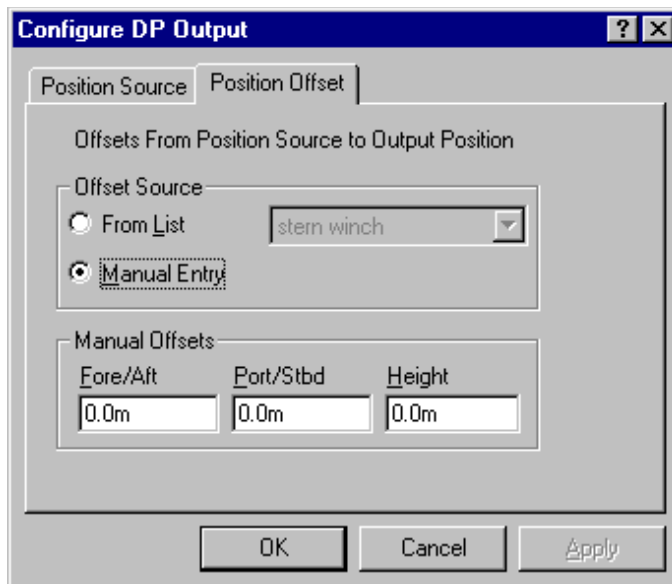 Configure DP Output
Position Source Position Offset
Offsets From Position Source to Output Position
Offset Source
From List stern winch
Manual Entry
Manual Offsets
Fore/Aft Port/Stbd Height
0.0m 0.0m 0.0m
OK Cancel Apply